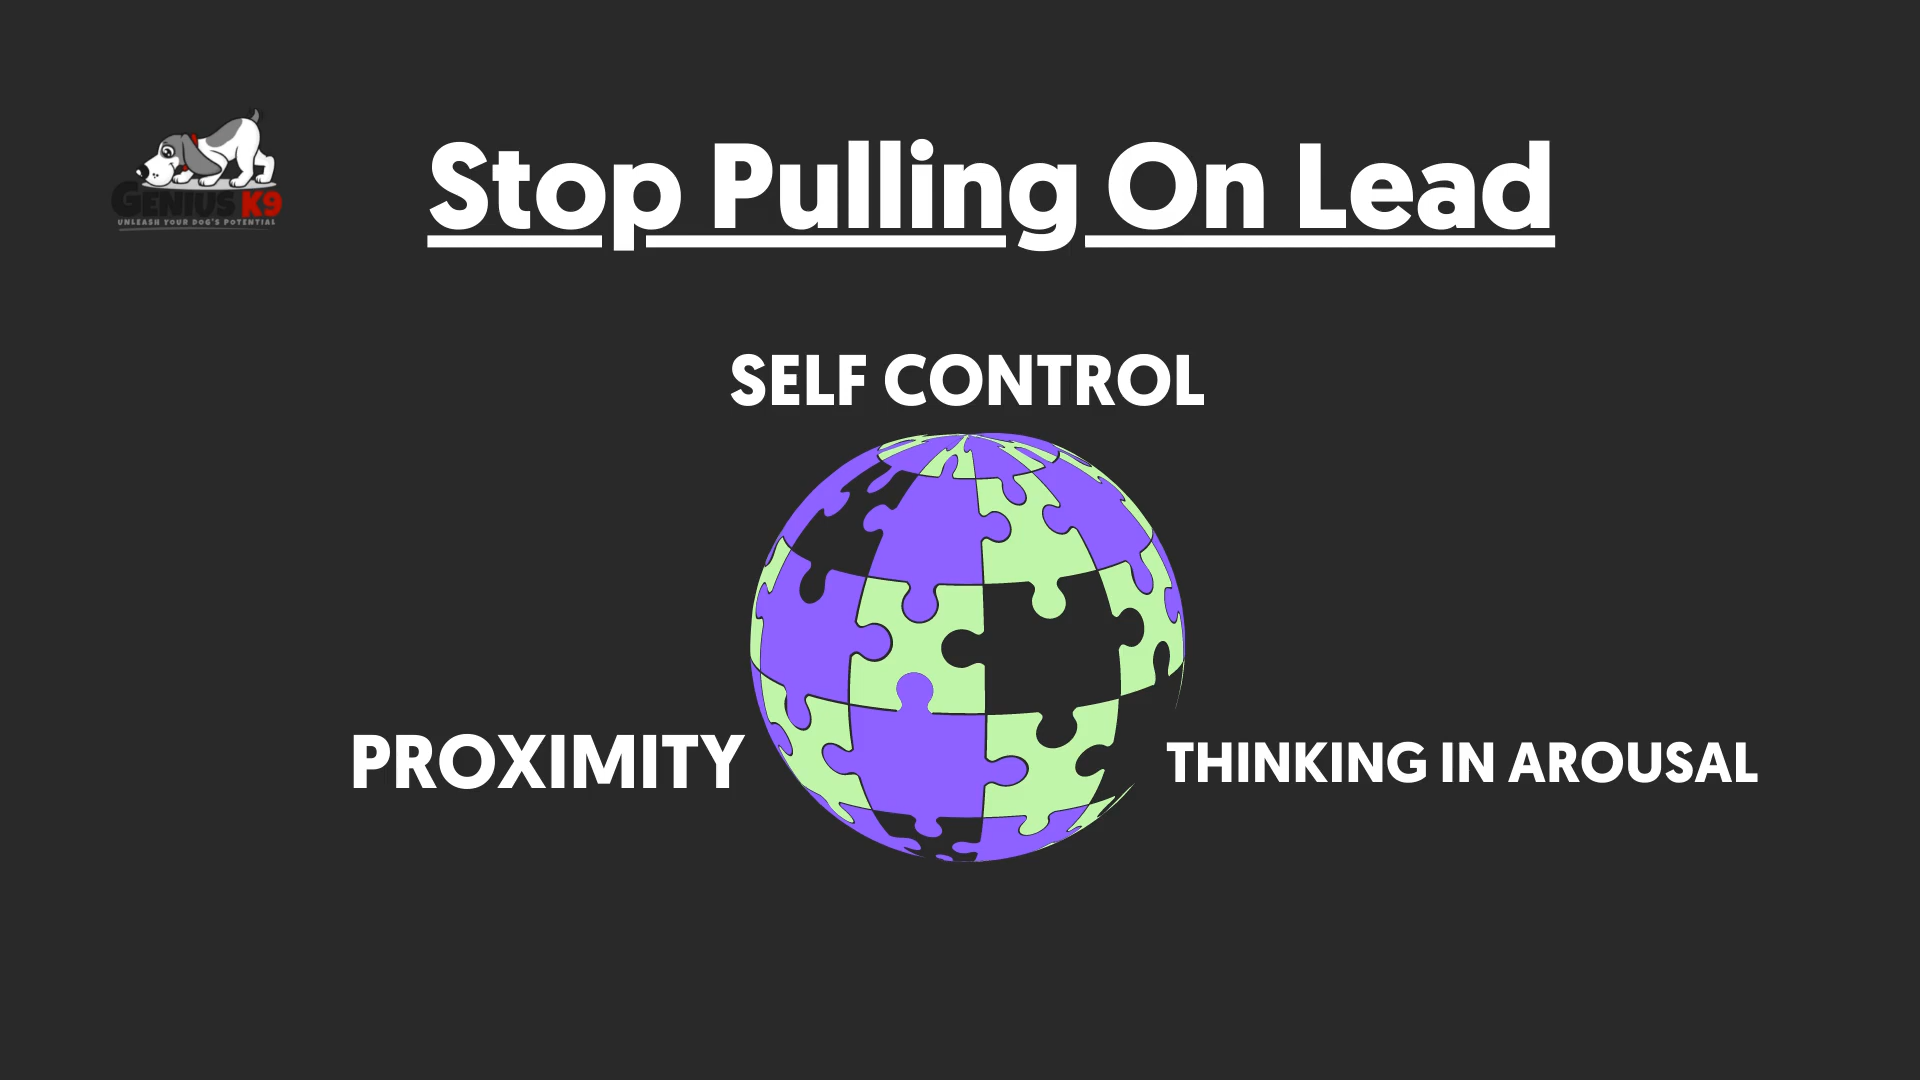 Stop Pulling On Lead
GENIUS K9
UNLEASH YOUR DOG'S POTENTIAL
SELF CONTROL
PROXIMITY
THINKING IN AROUSAL